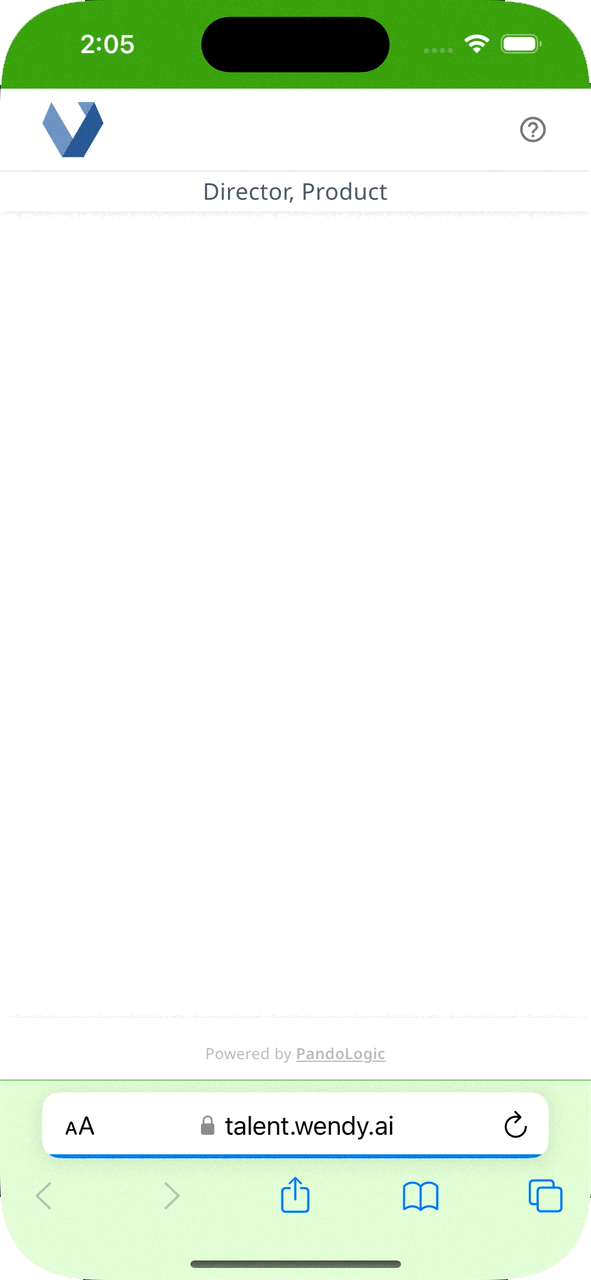 2:05
Director, Product
Powered by PandoLogic
AA talent.wendy.ai